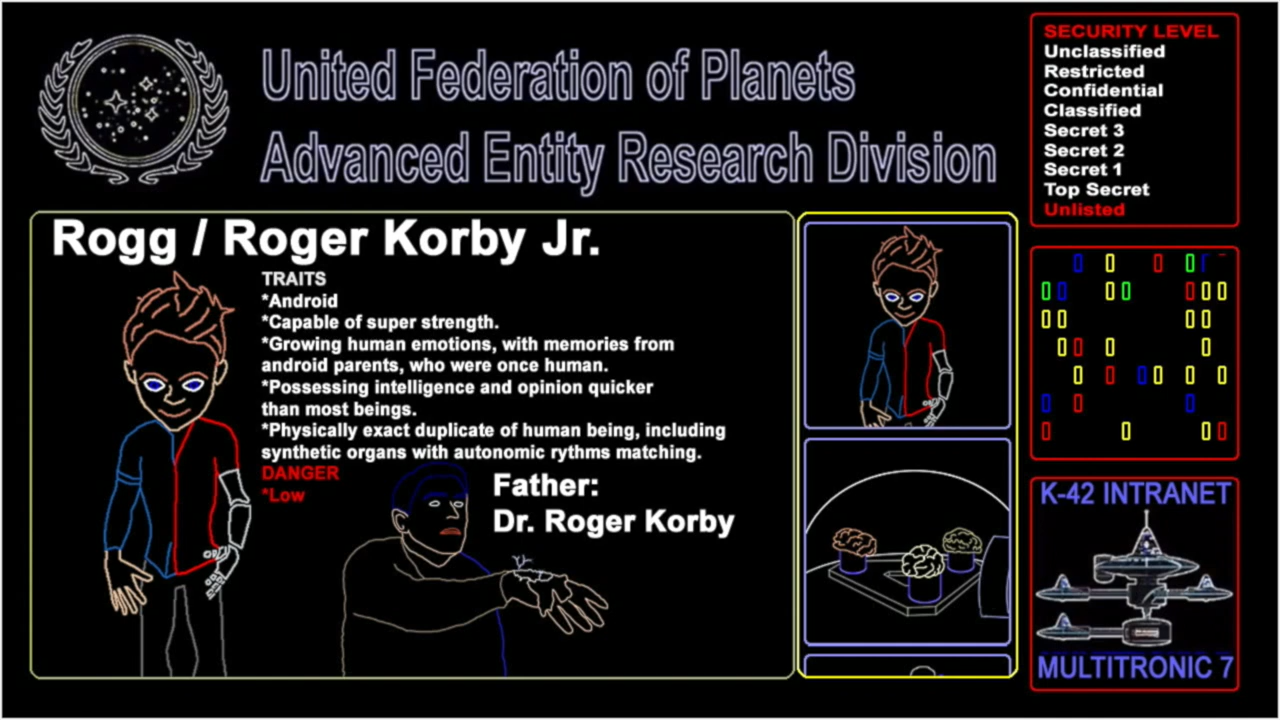 United Federation of Planets
Advanced Entity Research Division
SECURITY LEVEL
Unclassified
Restricted
Confidential
Classified
Secret 3
Secret 2
Secret 1
Top Secret
Unlisted
Rogg / Roger Korby Jr.
TRAITS
*Android
*Capable of super strength.
*Growing human emotions, with memories from
android parents, who were once human.
*Possessing intelligence and opinion quicker
than most beings.
*Physically exact duplicate of human being, including
synthetic organs with autonomic rythms matching.
DANGER
*Low
Father:
Dr. Roger Korby
K-42 INTRANET
MULTITRONIC 7